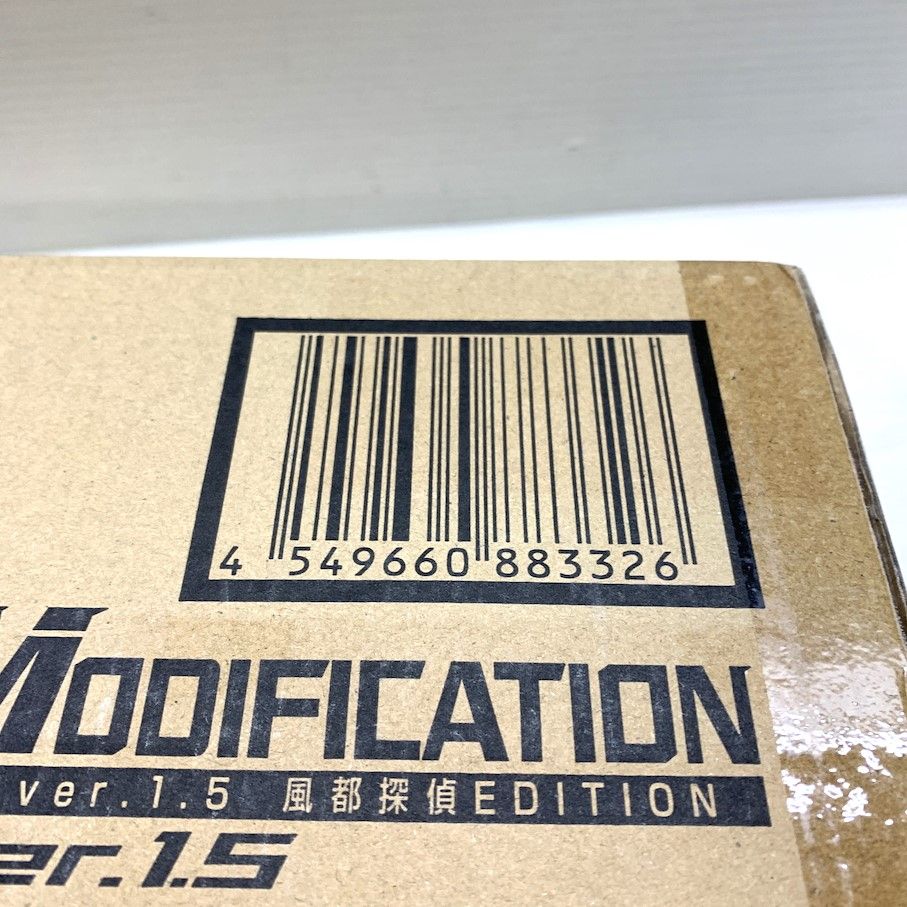 4 549660 883326
MODIFICATION
ver.1.5 風都探偵EDITION
er.1.5